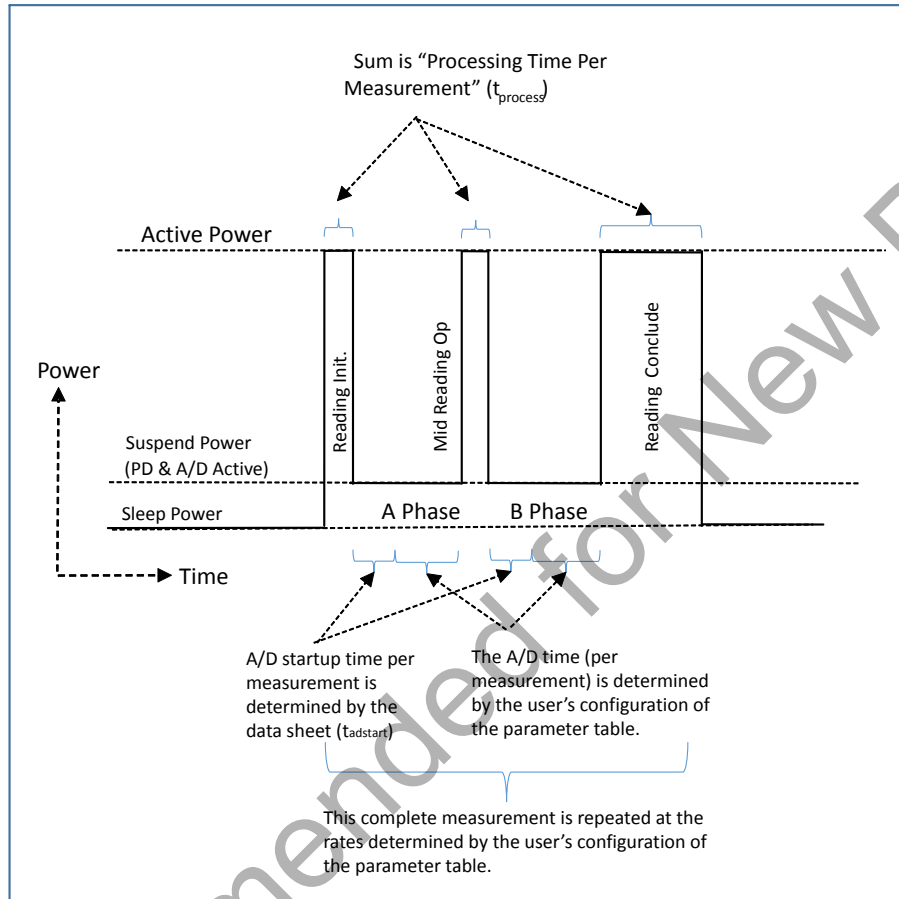 Sum is “Processing Time Per
Measurement” (tprocess)
Active Power
Reading Init.
Mid Reading Op
Reading Conclude
Power
Suspend Power
(PD & A/D Active)
Sleep Power
A Phase
B Phase
Time
A/D startup time per
measurement is
determined by the
data sheet (tadstart)
The A/D time (per
measurement) is determined
by the user’s configuration of
the parameter table.
This complete measurement is repeated at the
rates determined by the user’s configuration of
the parameter table.
mended for New